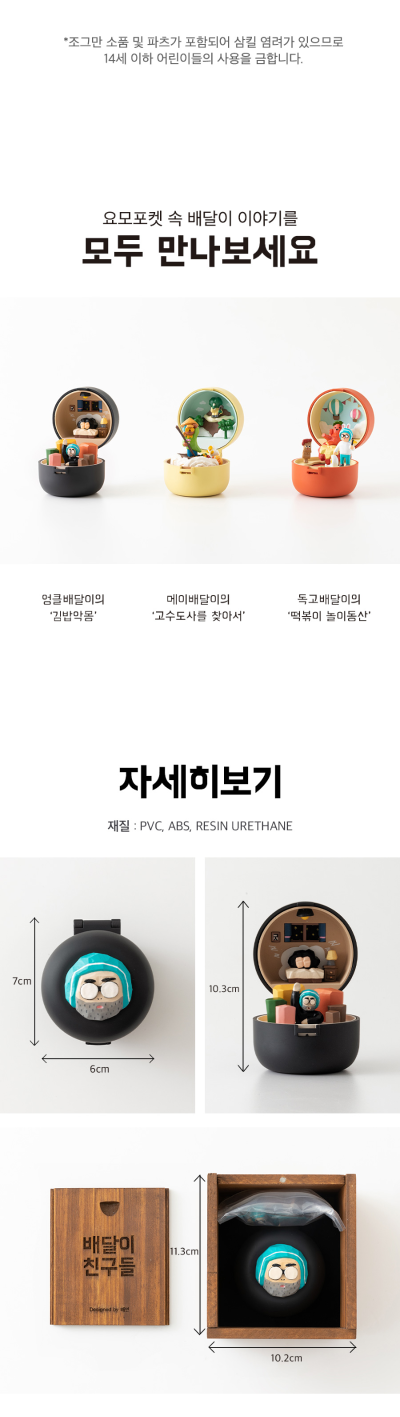 *조그만 소품 및 파츠가 포함되어 삼킬 염려가 있으므로
14세 이하 어린이들의 사용을 금합니다.
요모포켓 속 배달이 이야기를
모두 만나보세요
엉클배달이의
'김밥악몽'
메이배달이의
'고수도사를 찾아서'
독고배달이의
'떡볶이 놀이동산'
자세히보기
재질 : PVC, ABS, RESIN URETHANE
7cm
6cm
10.3cm
배달이
친구들
Designed by
11.3cm
10.2cm